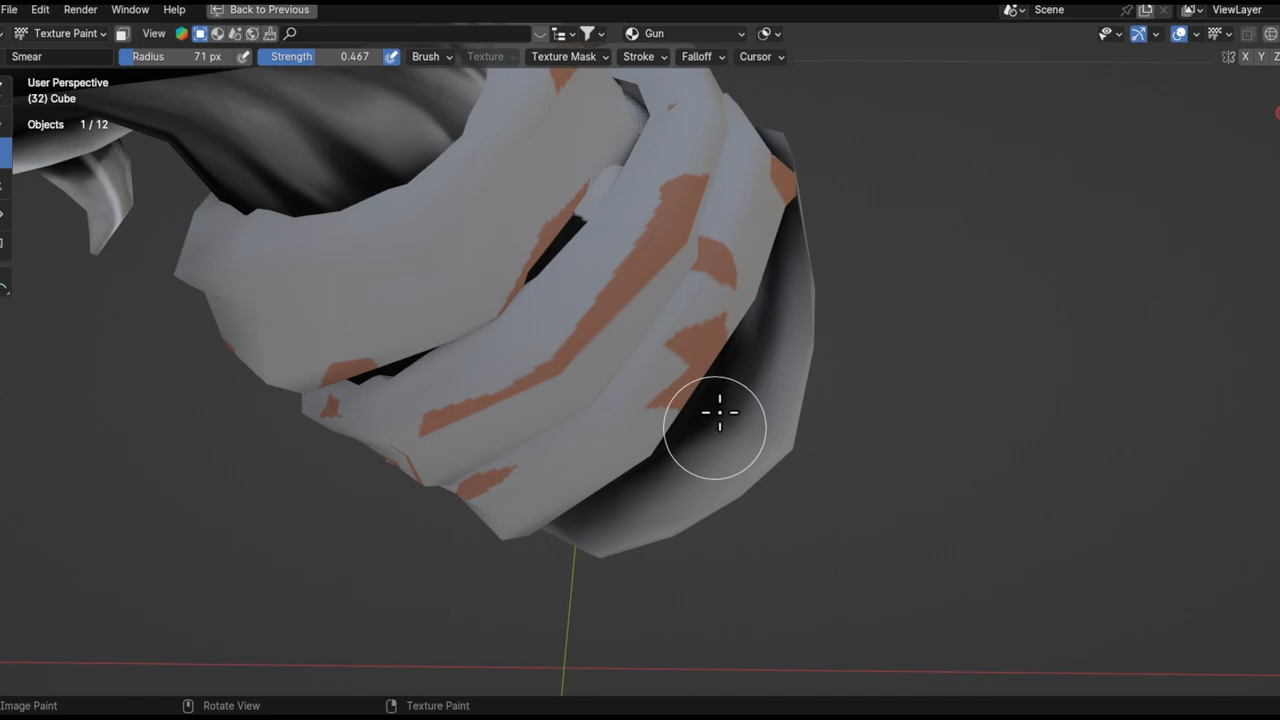 File Edit Render Window Help Back to Previous Scene ViewLayer
Texture Paint View Gun
Smear Radius 71 px Strength 0.467 Brush Texture Texture Mask Stroke Falloff Cursor X Y Z
User Perspective
(32) Cube
Objects 1 / 12
Image Paint Rotate View Texture Paint